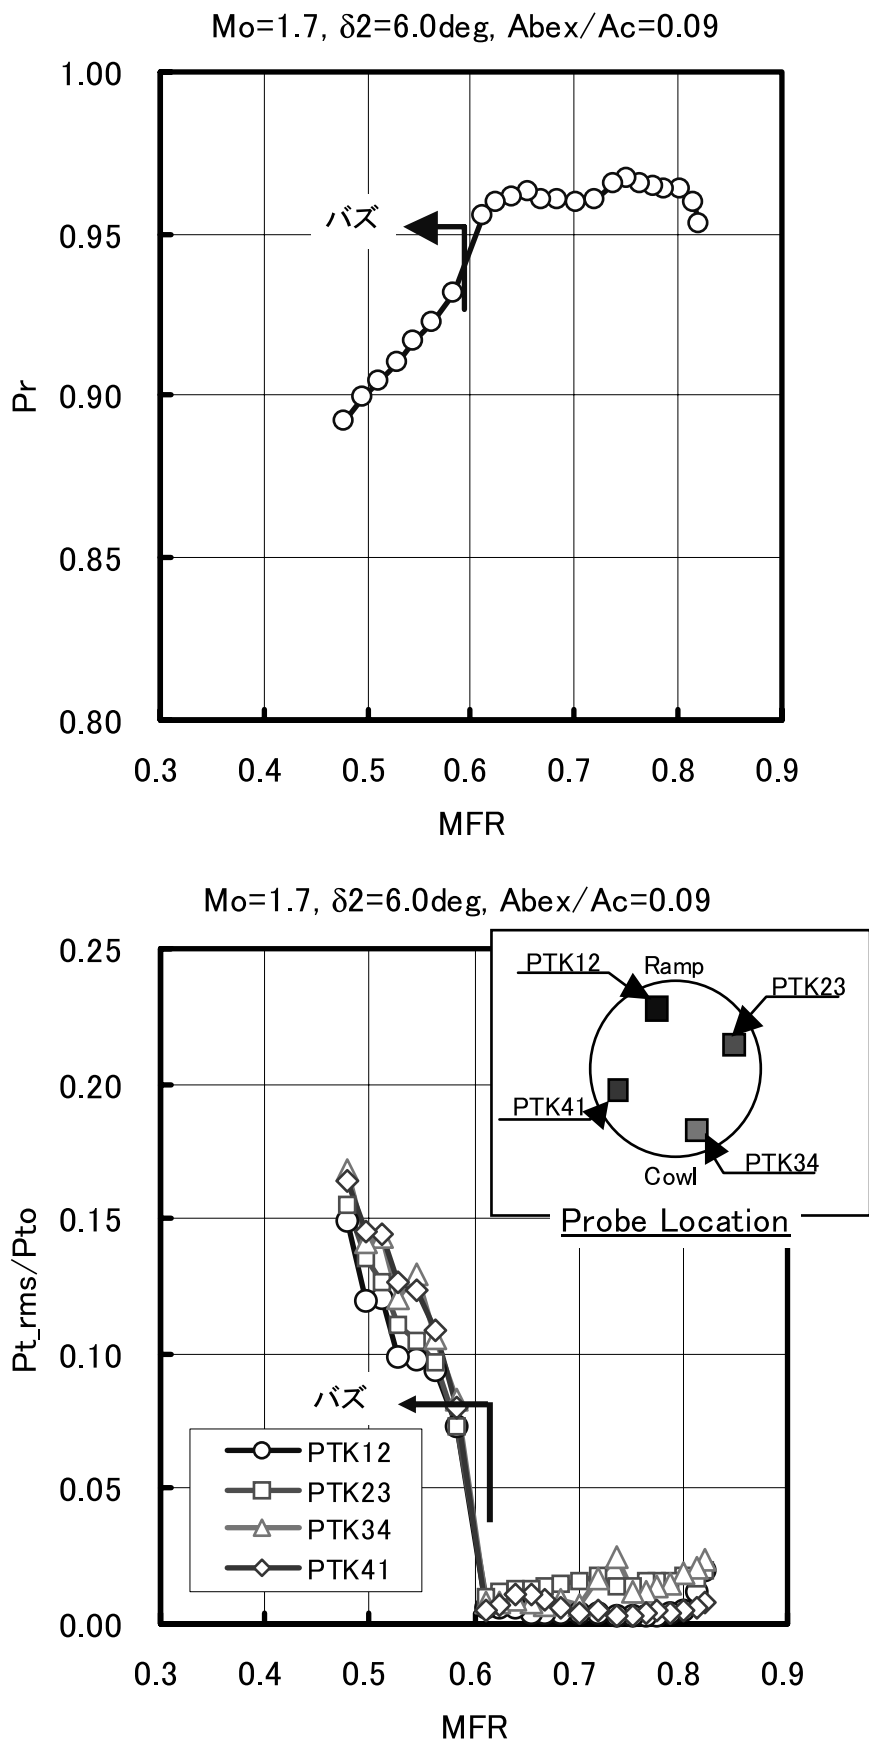 Mo=1.7, δ2=6.0deg, Abex/Ac=0.09
1.00
0.95
0.90
0.85
0.80
Pr
バズ
0.3 0.4 0.5 0.6 0.7 0.8 0.9
MFR
Mo=1.7, δ2=6.0deg, Abex/Ac=0.09
0.25
0.20
0.15
0.10
0.05
0.00
Pt_rms/Pto
PTK12
Ramp
PTK23
PTK41
PTK34
Cowl
Probe Location
バズ
PTK12
PTK23
PTK34
PTK41
0.3 0.4 0.5 0.6 0.7 0.8 0.9
MFR